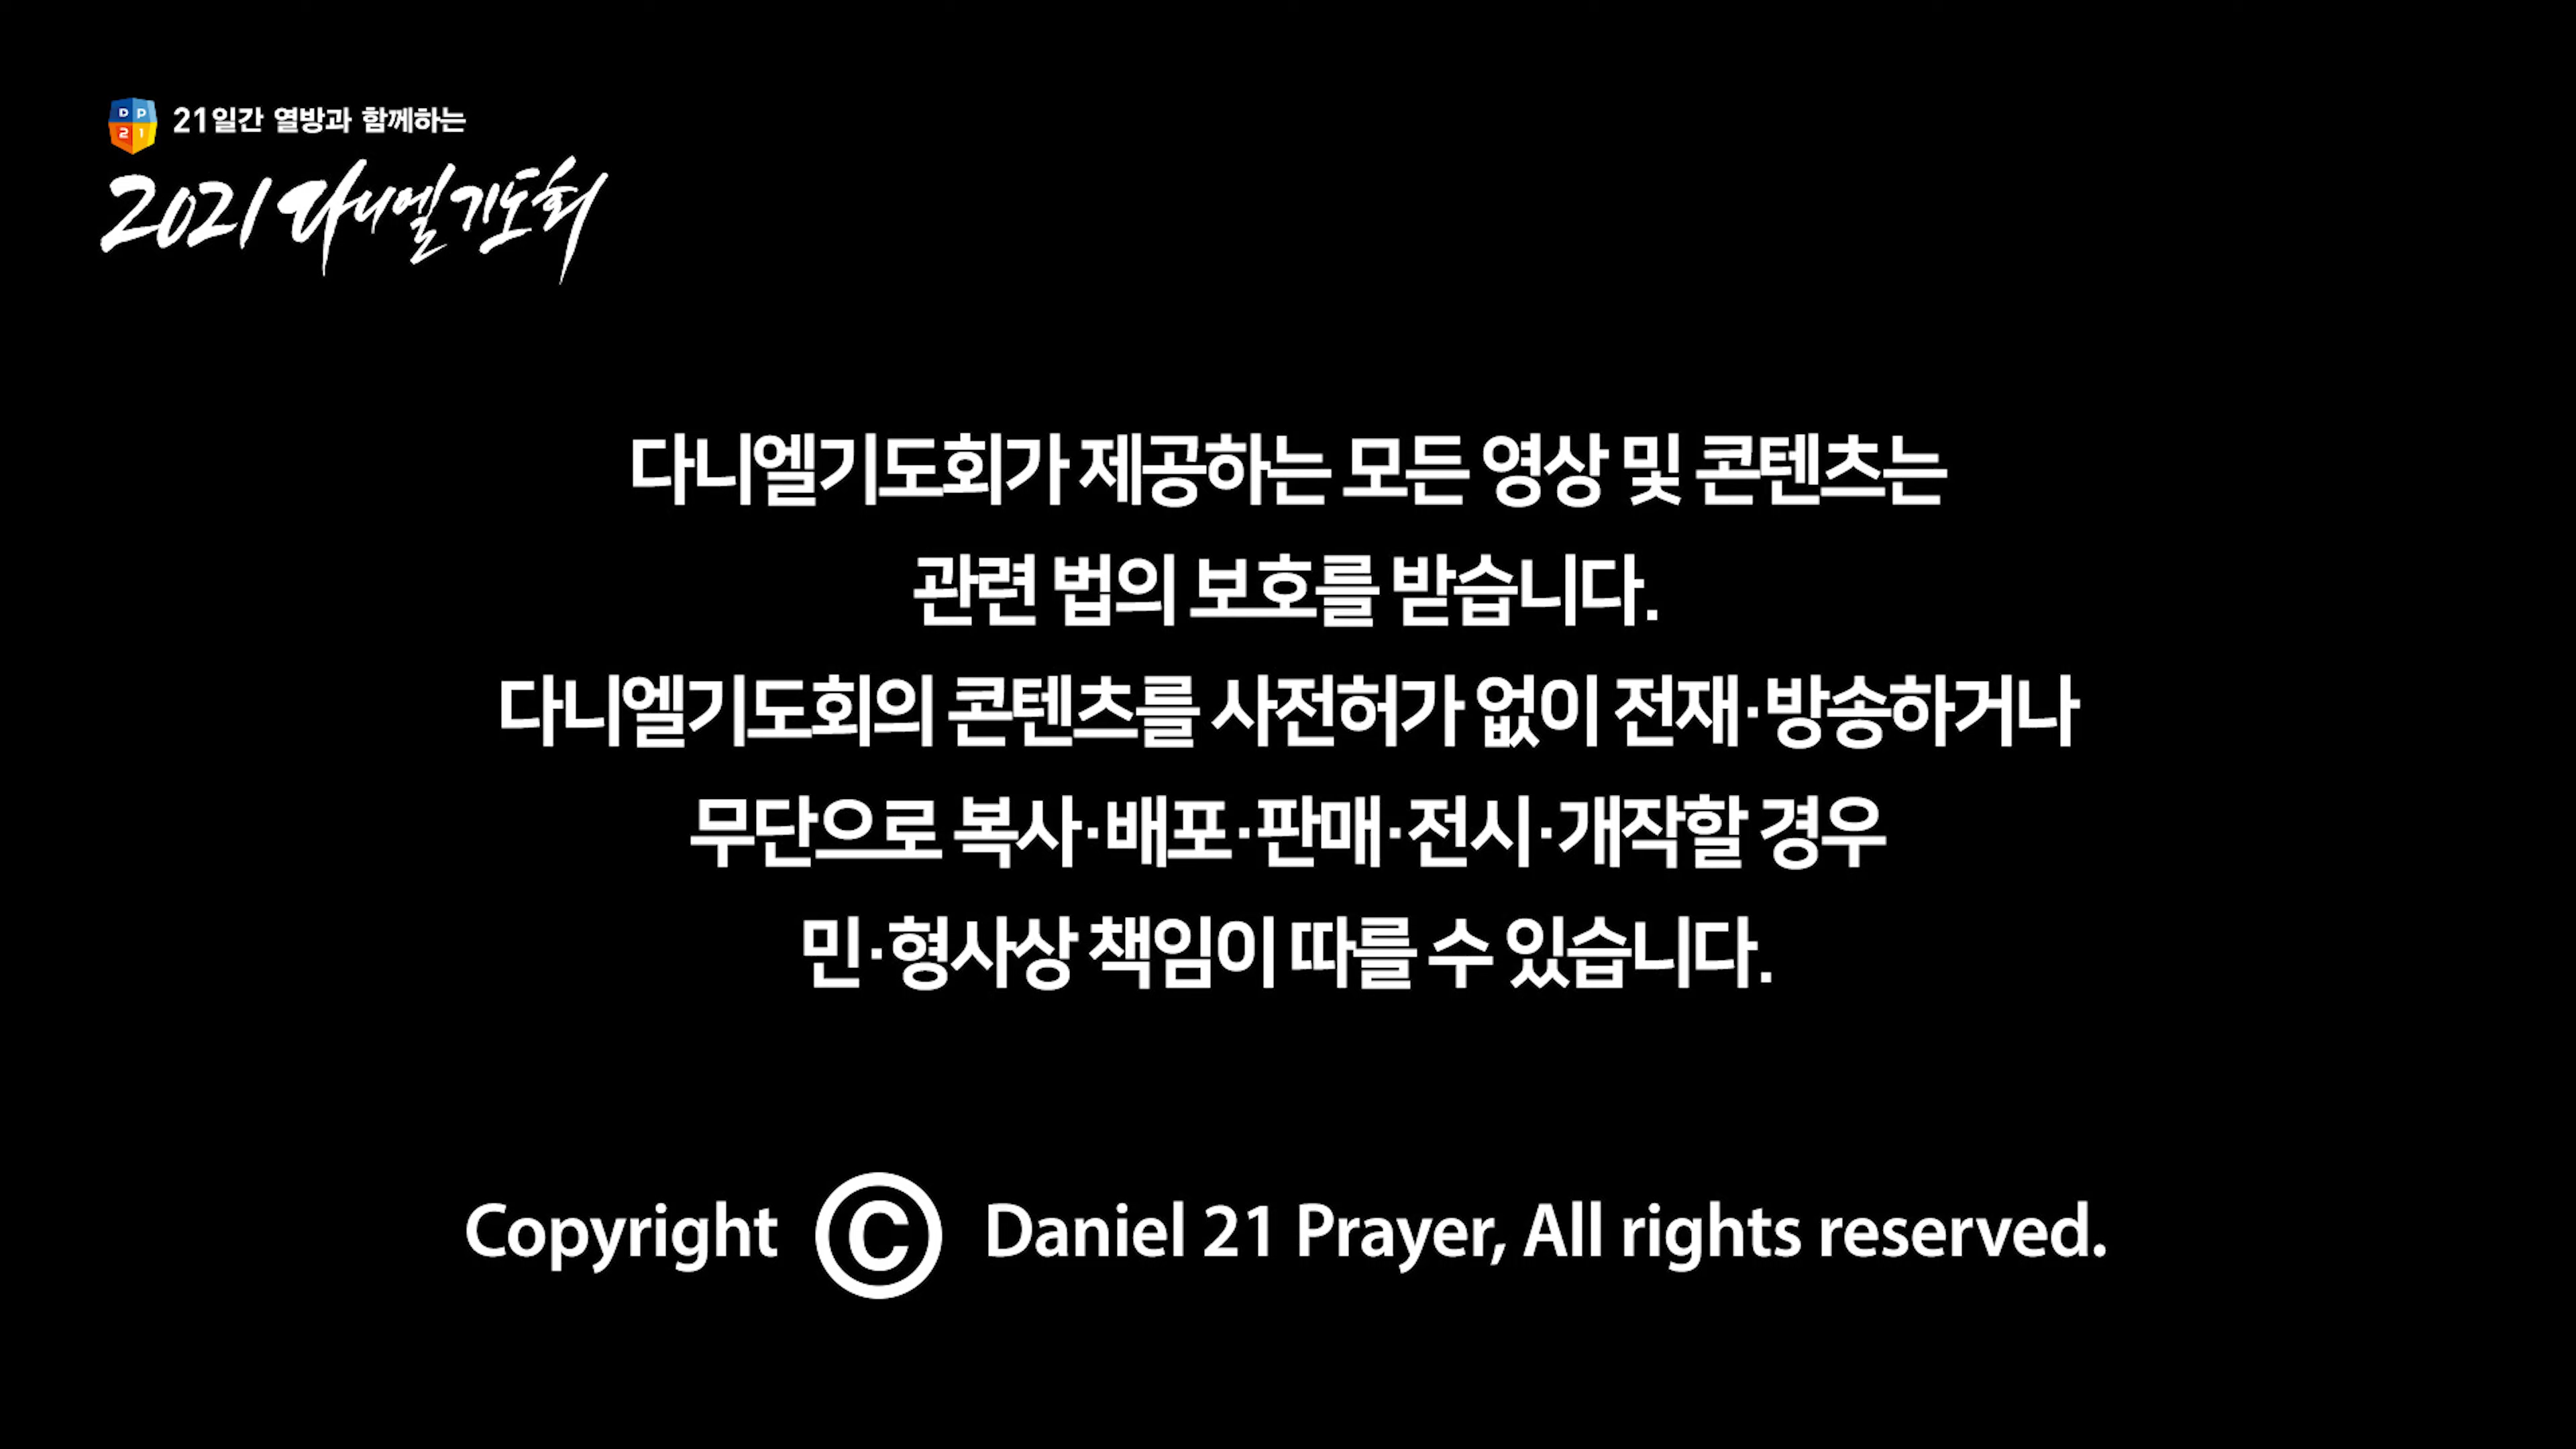 DP
21
21일간 열방과 함께하는
2021 다니엘기도회
다니엘기도회가 제공하는 모든 영상 및 콘텐츠는
관련 법의 보호를 받습니다.
다니엘기도회의 콘텐츠를 사전허가 없이 전재·방송하거나
무단으로 복사·배포·판매·전시·개작할 경우
민·형사상 책임이 따를 수 있습니다.
Copyright © Daniel 21 Prayer, All rights reserved.